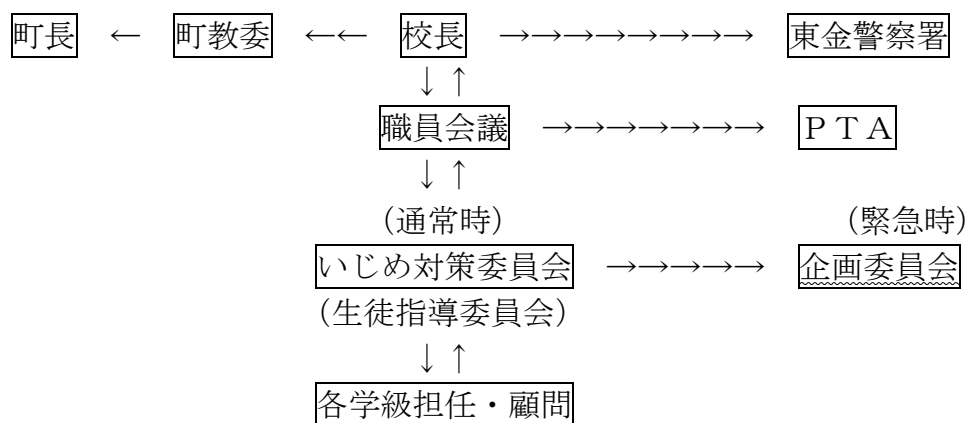 町長 ← 町教委 ←← 校長 →→→→→→→→ 東金警察署
↓ ↑
職員会議 →→→→→→→ PTA
↓ ↑
（通常時） （緊急時）
いじめ対策委員会 →→→→→ 企画委員会
（生徒指導委員会）
↓ ↑
各学級担任・顧問